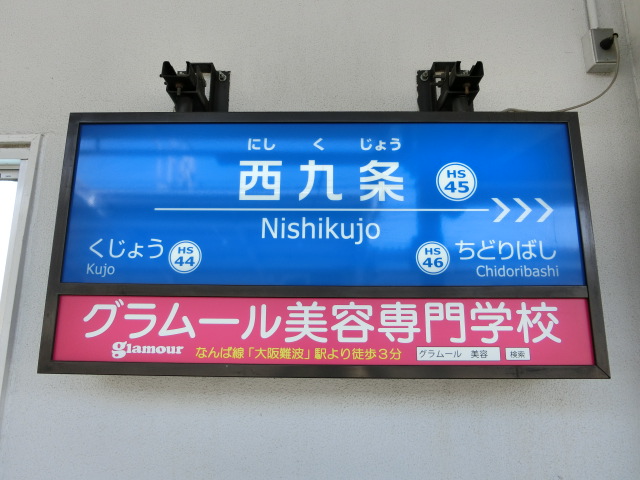 にし く じょう
西九条
HS
45
Nishikujo
くじょう
Kujo
HS
44
HS
46
ちどりばし
Chidoribashi
グラムール美容専門学校
glamour
なんば線「大阪難波」駅より徒歩3分
グラムール 美容
検索